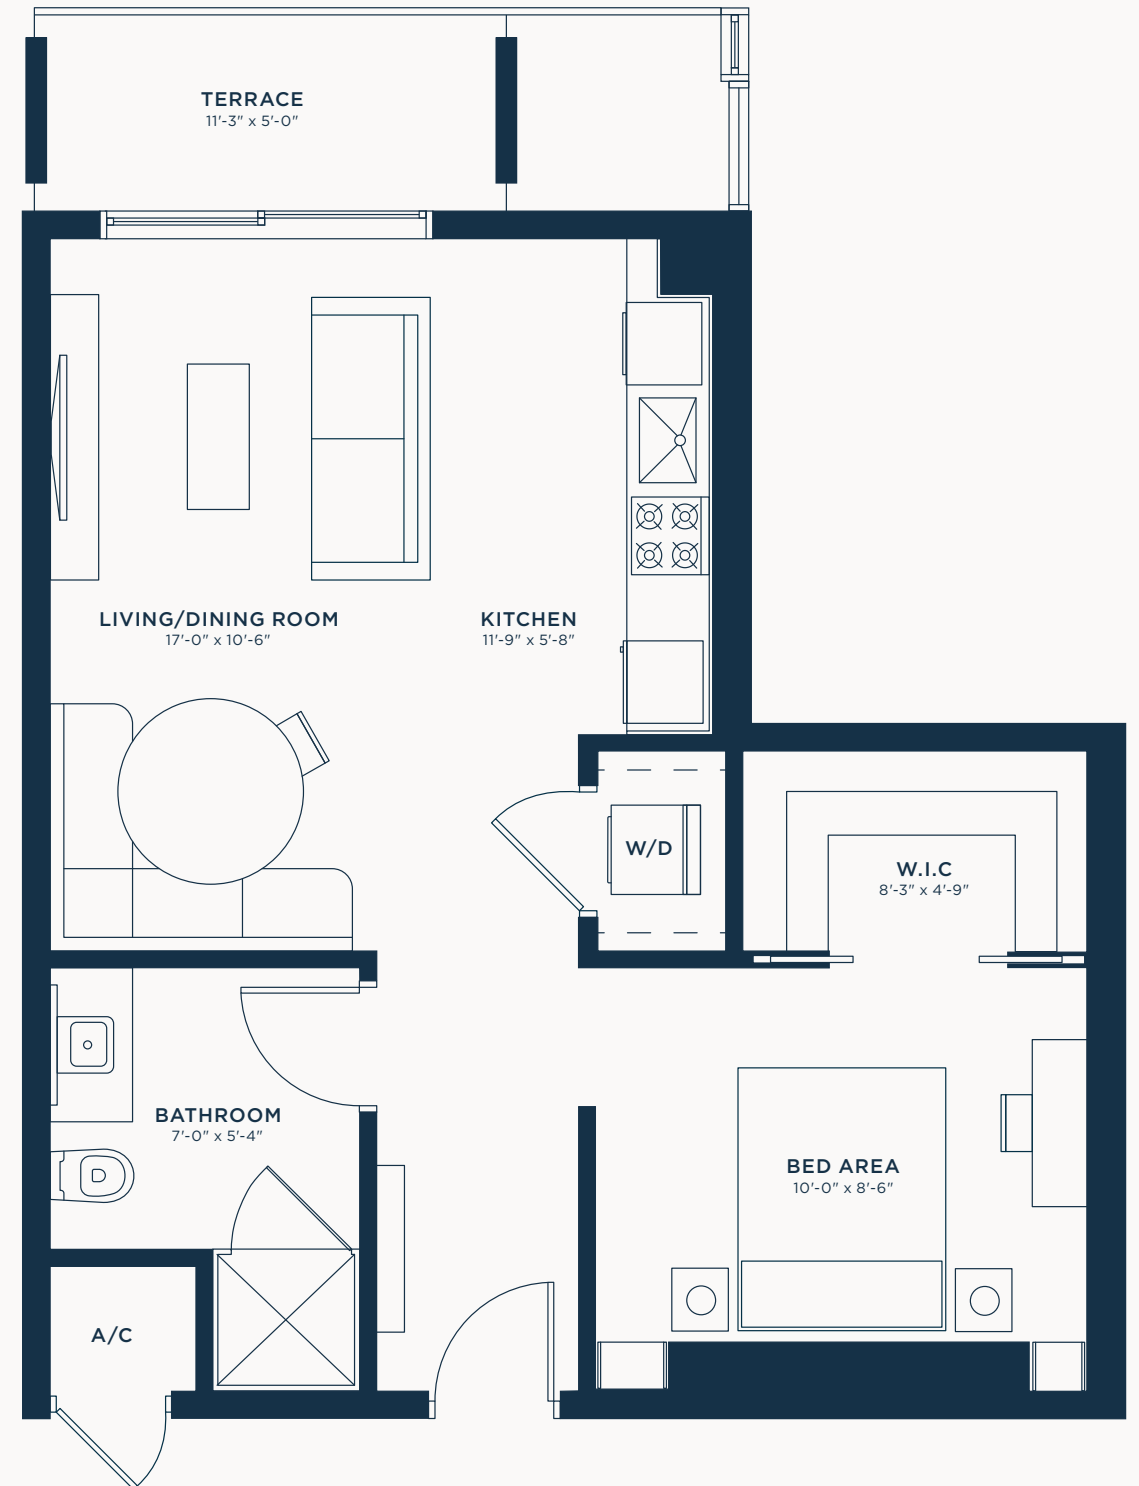 TERRACE
11'-3" x 5'-0"
LIVING/DINING ROOM
17'-0" x 10'-6"
KITCHEN
11'-9" x 5'-8"
W/D
W.I.C
8'-3" x 4'-9"
BATHROOM
7'-0" x 5'-4"
BED AREA
10'-0" x 8'-6"
A/C